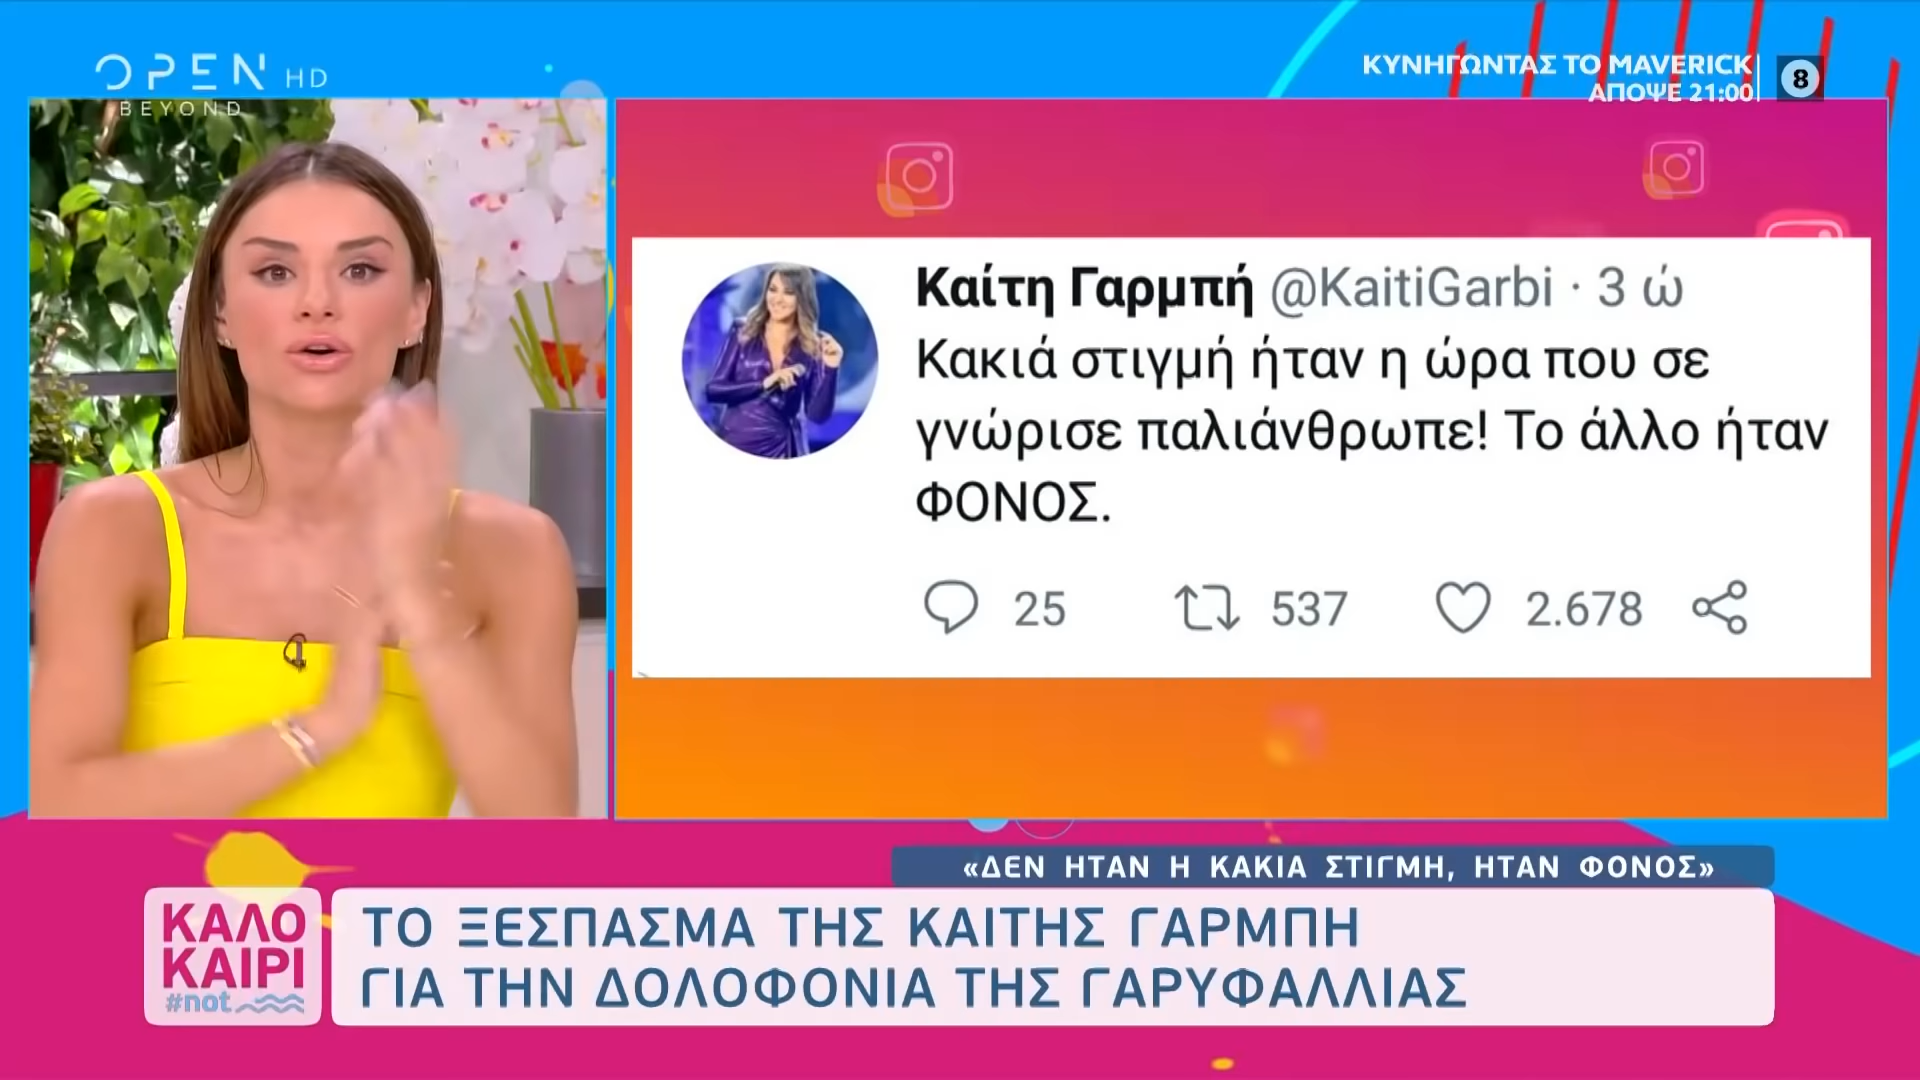 OPEN HD
BEYOND
ΚΥΝΗΓΩΝΤΑΣ ΤΟ MAVERICK
ΑΠΟΨΕ 21:00
8
Καίτη Γαρμπή @KaitiGarbi · 3 ώ
Κακιά στιγμή ήταν η ώρα που σε
γνώρισε παλιάνθρωπε! Το άλλο ήταν
ΦΟΝΟΣ.
25 537 2.678
«ΔΕΝ ΗΤΑΝ Η ΚΑΚΙΑ ΣΤΙΓΜΗ, ΗΤΑΝ ΦΟΝΟΣ»
ΚΑΛΟ
ΚΑΙΡΙ
#not
ΤΟ ΞΕΣΠΑΣΜΑ ΤΗΣ ΚΑΙΤΗΣ ΓΑΡΜΠΗ
ΓΙΑ ΤΗΝ ΔΟΛΟΦΟΝΙΑ ΤΗΣ ΓΑΡΥΦΑΛΛΙΑΣ